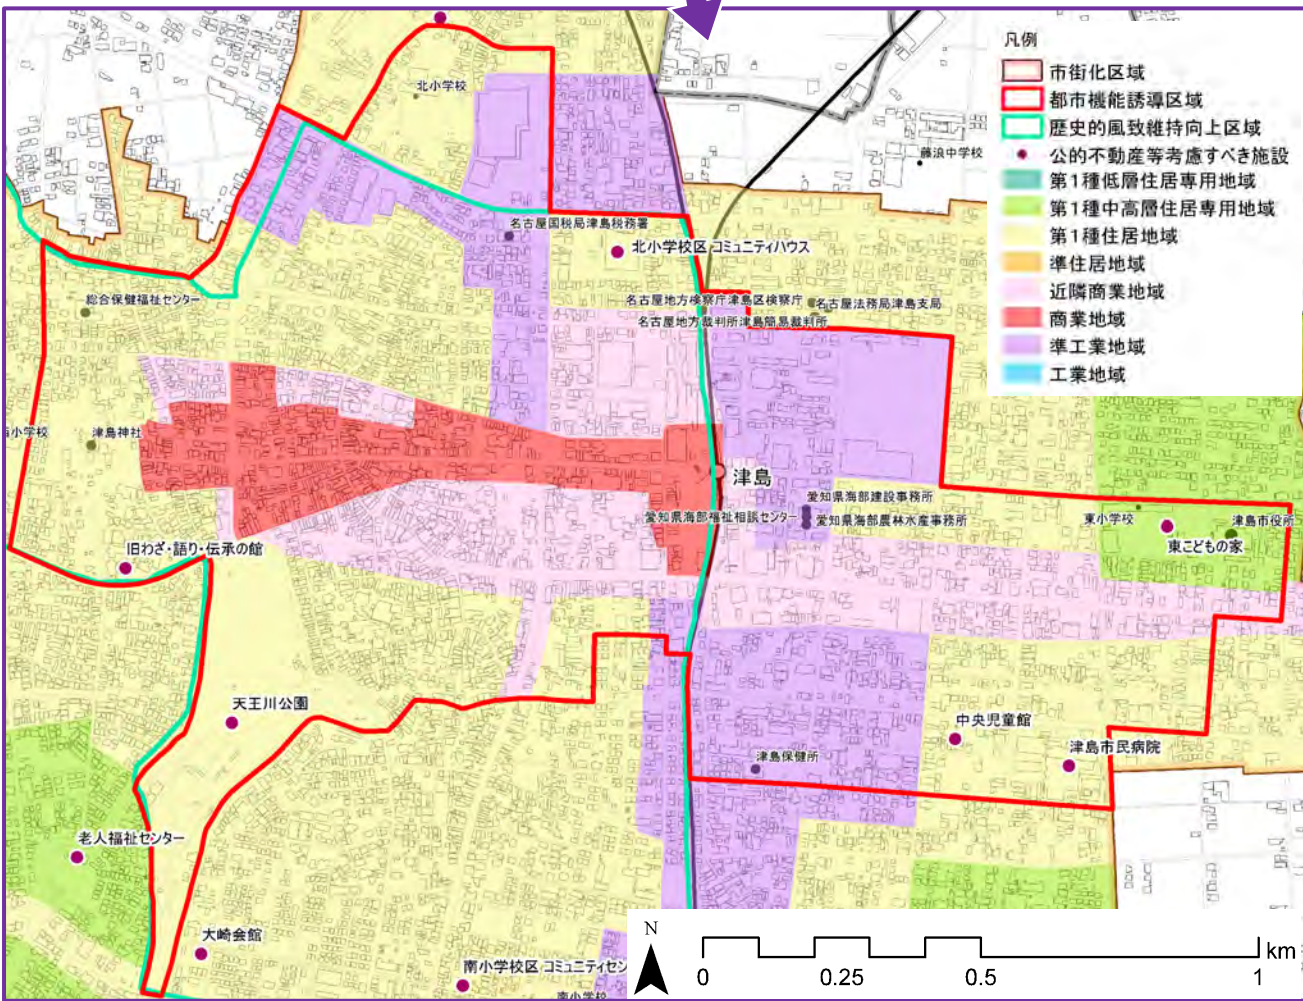 凡例
市街化区域
都市機能誘導区域
歴史的風致維持向上区域
公的不動産等考慮すべき施設
第1種低層住居専用地域
第1種中高層住居専用地域
第1種住居地域
準住居地域
近隣商業地域
商業地域
準工業地域
工業地域
北小学校
藤浪中学校
名古屋国税局津島税務署
北小学校区 コミュニティハウス
総合保健福祉センター
名古屋地方検察庁津島区検察庁
名古屋法務局津島支局
名古屋地方裁判所津島簡易裁判所
小学校
津島神社
津島
愛知県海部建設事務所
愛知県海部福祉相談センター
愛知県海部農林水産事務所
東小学校
津島市役所
東こどもの家
旧わざ・語り・伝承の館
天王川公園
中央児童館
津島市民病院
津島保健所
老人福祉センター
大崎会館
南小学校区 コミュニティセン
南小学校
N
km
0
0.25
0.5
1